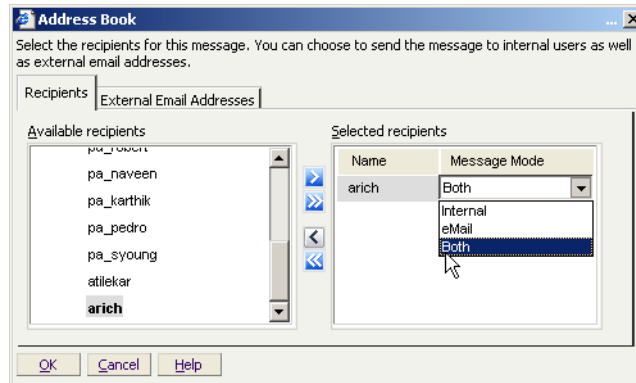 Address Book
Select the recipients for this message. You can choose to send the message to internal users as well
as external email addresses.
Recipients
External Email Addresses
Available recipients
Selected recipients
pa_robert
pa_naveen
pa_karthik
pa_pedro
pa_syoung
atilekar
arich
Name Message Mode
arich Both
Internal
eMail
Both
OK Cancel Help